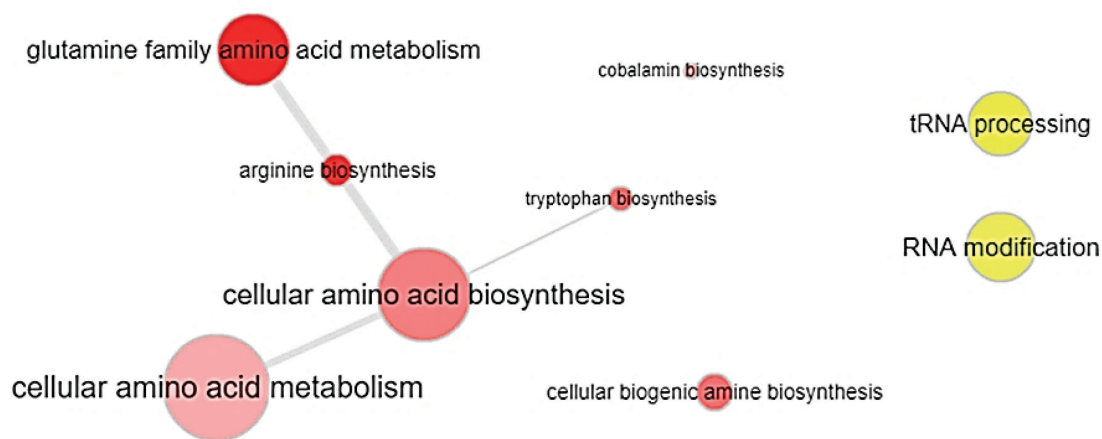 glutamine family amino acid metabolism
cobalamin biosynthesis
tRNA processing
arginine biosynthesis
tryptophan biosynthesis
RNA modification
cellular amino acid biosynthesis
cellular amino acid metabolism
cellular biogenic amine biosynthesis